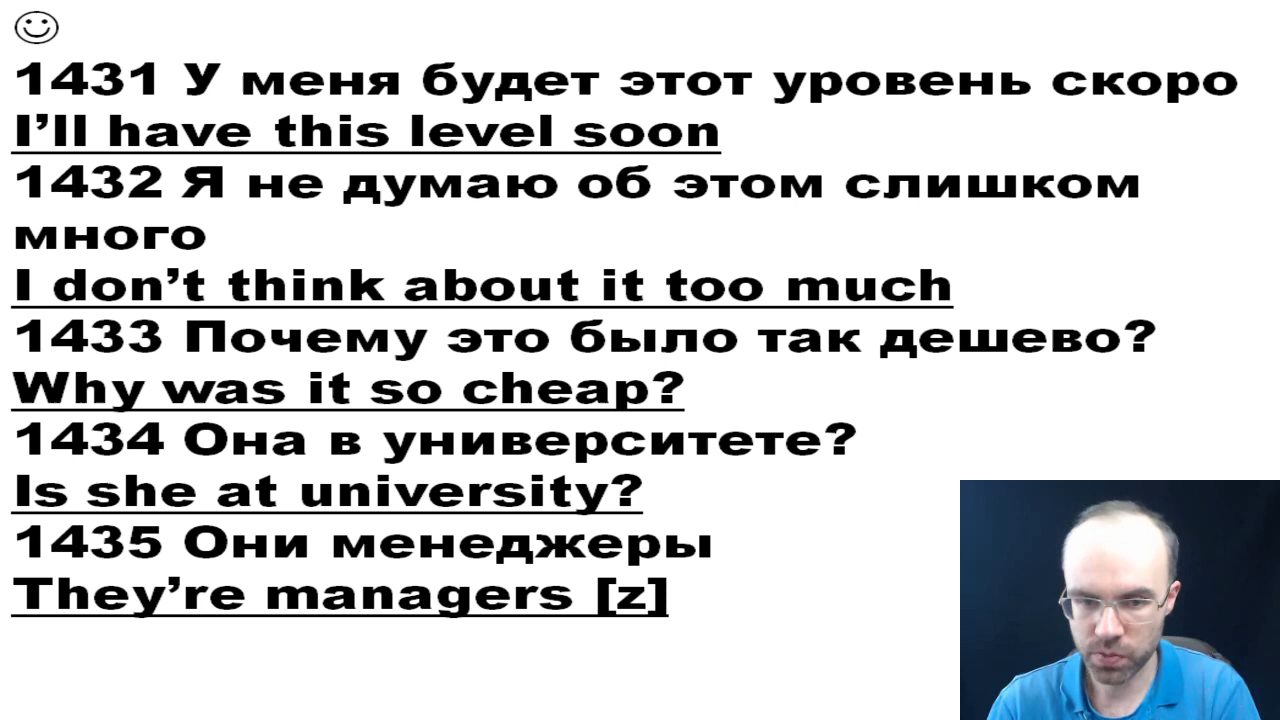 1431 У меня будет этот уровень скоро
I’ll have this level soon
1432 Я не думаю об этом слишком
много
I don’t think about it too much
1433 Почему это было так дешево?
Why was it so cheap?
1434 Она в университете?
Is she at university?
1435 Они менеджеры
They’re managers [z]